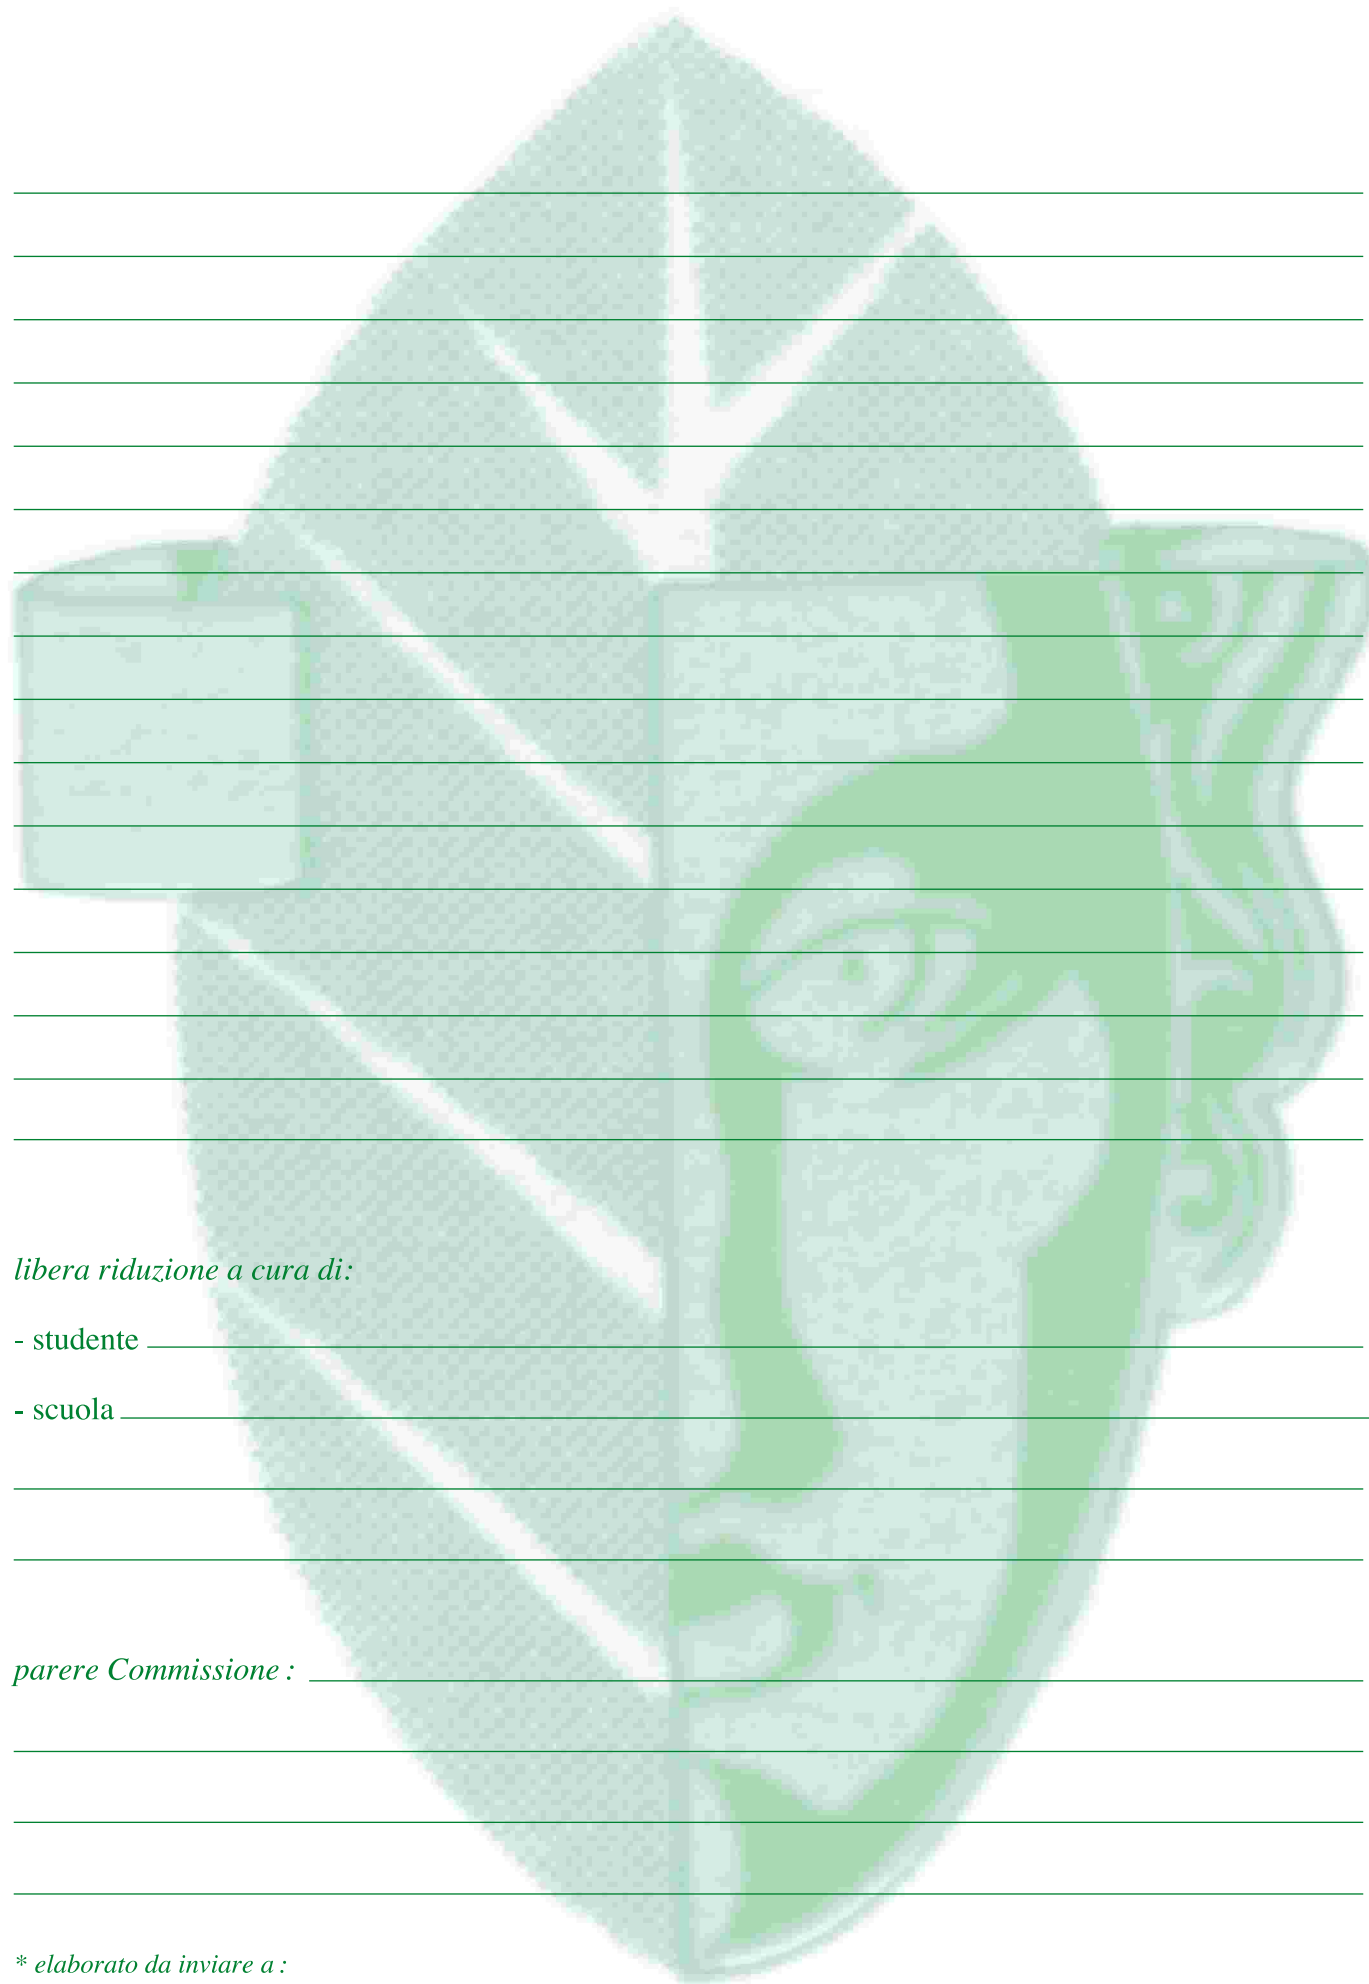 libera riduzione a cura di:
- studente
- scuola
parere Commissione :
* elaborato da inviare a :